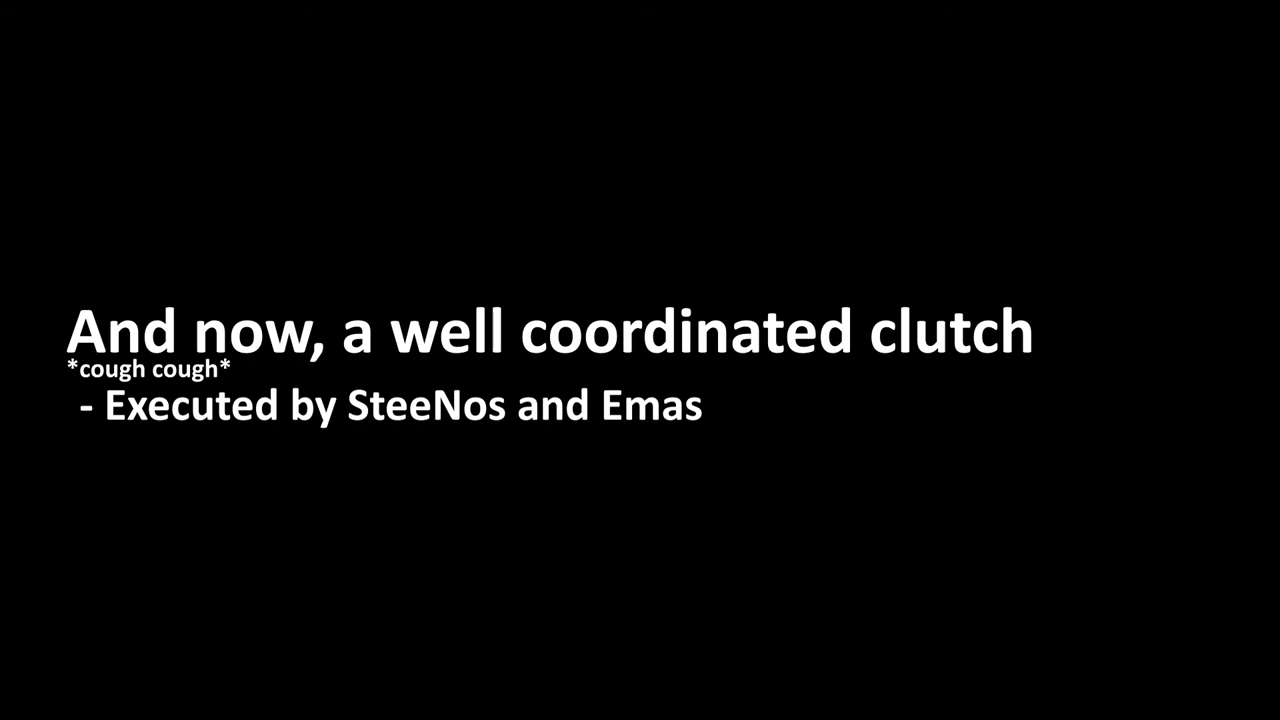 And now, a well coordinated clutch
*cough cough*
- Executed by SteeNos and Emas